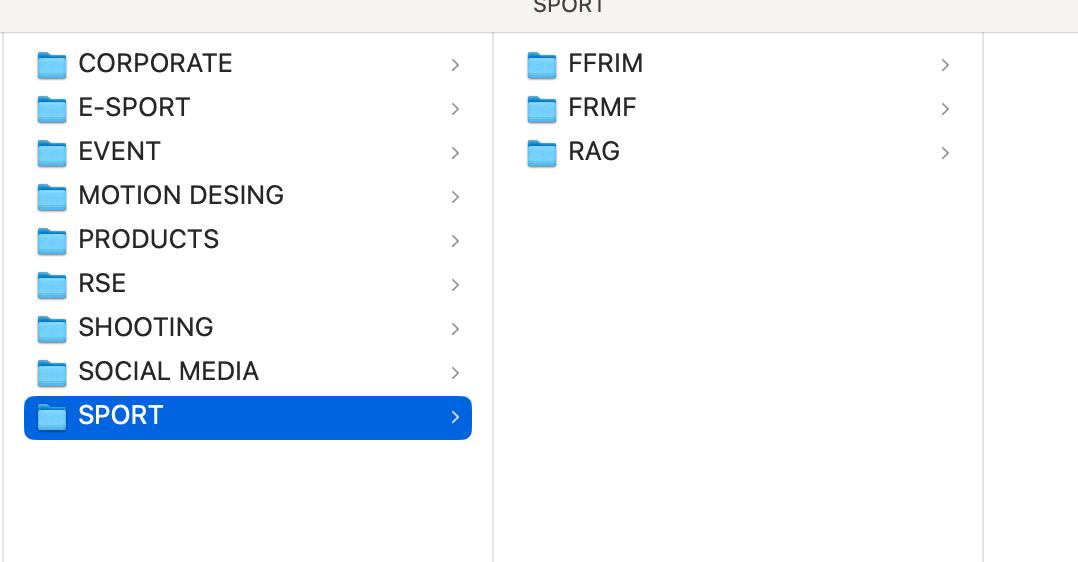 SPORT
CORPORATE
E-SPORT
EVENT
MOTION DESING
PRODUCTS
RSE
SHOOTING
SOCIAL MEDIA
SPORT
FFRIM
FRMF
RAG